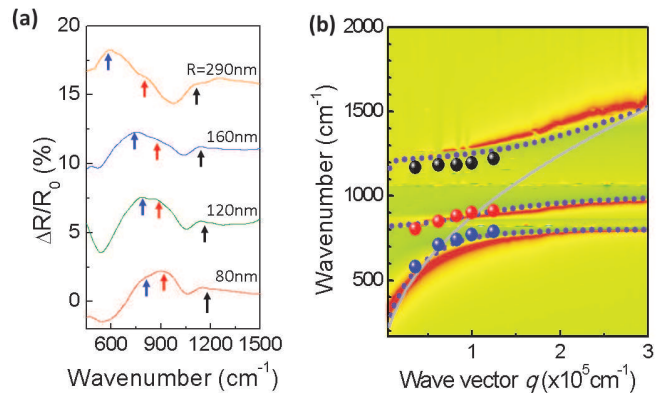 (a)
20
15
10
5
0
ΔR/R₀ (%)
R=290nm
160nm
120nm
80nm
600 900 1200 1500
Wavenumber (cm⁻¹)
(b)
2000
1500
1000
500
Wavenumber (cm⁻¹)
1 2 3
Wave vector q (x10⁵cm⁻¹)